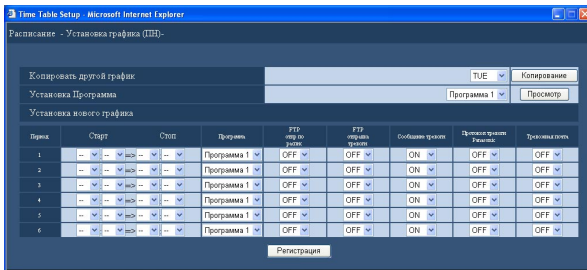 Time Table Setup - Microsoft Internet Explorer
Расписание - Установка графика (ПН)-
Копировать другой график TUE Копирование
Установка Программа Программа 1 Просмотр
Установка нового графика
Период Старт Стоп Программа FTP отпр по распис FTP отправка тревоги Сообщение тревоги Протокол тревоги Panasonic Тревожная почта
1 -- : -- => -- : -- Программа 1 OFF OFF ON OFF OFF
2 -- : -- => -- : -- Программа 1 OFF OFF ON OFF OFF
3 -- : -- => -- : -- Программа 1 OFF OFF ON OFF OFF
4 -- : -- => -- : -- Программа 1 OFF OFF ON OFF OFF
5 -- : -- => -- : -- Программа 1 OFF OFF ON OFF OFF
6 -- : -- => -- : -- Программа 1 OFF OFF ON OFF OFF
Регистрация